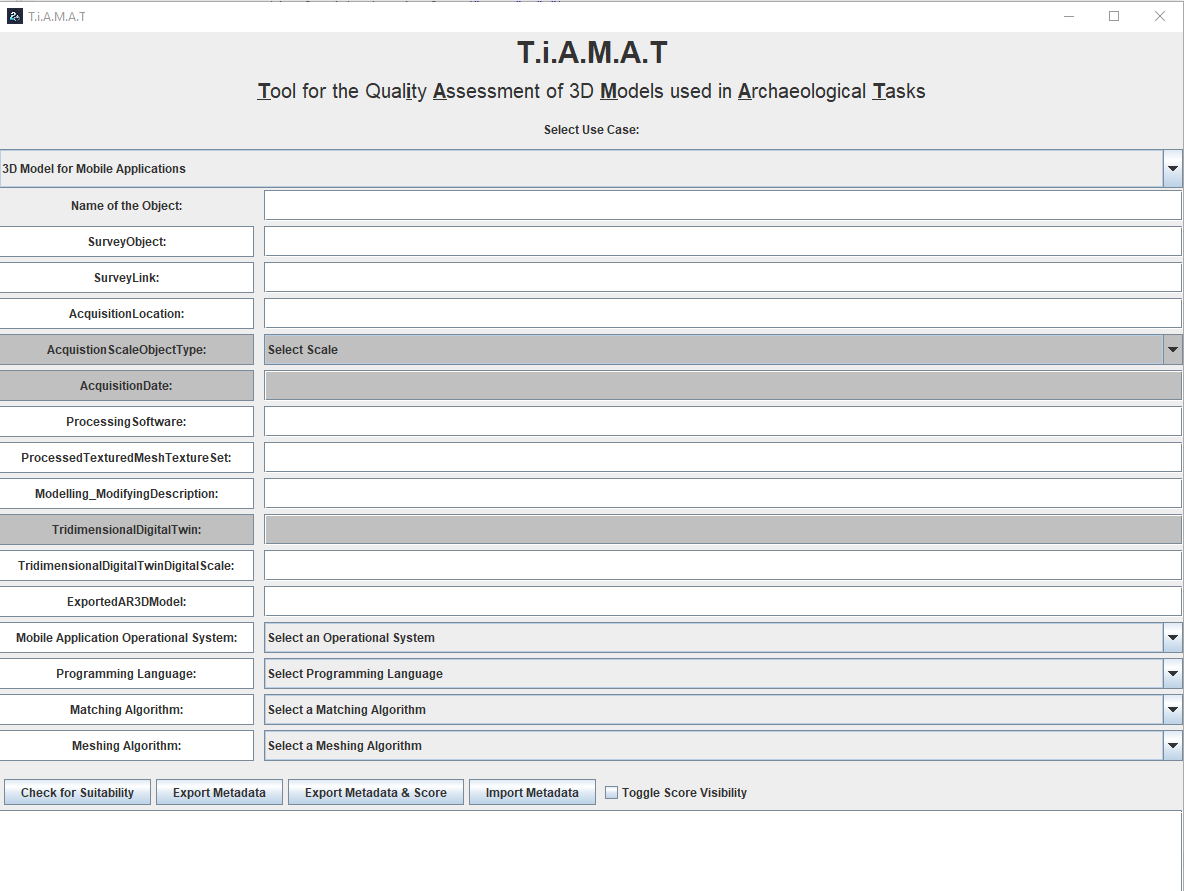 T.i.A.M.A.T
T.i.A.M.A.T
Tool for the Quality Assessment of 3D Models used in Archaeological Tasks
Select Use Case:
3D Model for Mobile Applications
Name of the Object:
SurveyObject:
SurveyLink:
AcquisitionLocation:
AcquistionScaleObjectType: Select Scale
AcquisitionDate:
ProcessingSoftware:
ProcessedTexturedMeshTextureSet:
Modelling_ModifyingDescription:
TridimensionalDigitalTwin:
TridimensionalDigitalTwinDigitalScale:
ExportedAR3DModel:
Mobile Application Operational System: Select an Operational System
Programming Language: Select Programming Language
Matching Algorithm: Select a Matching Algorithm
Meshing Algorithm: Select a Meshing Algorithm
Check for Suitability Export Metadata Export Metadata & Score Import Metadata Toggle Score Visibility